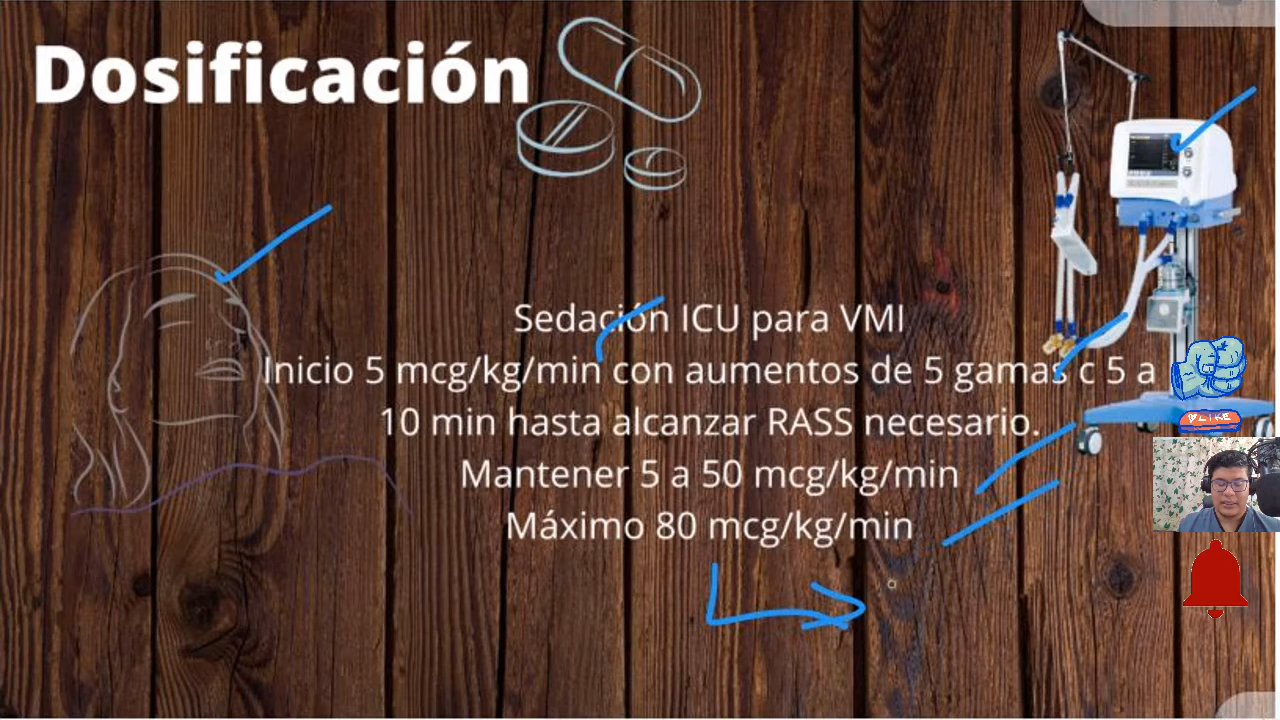 Dosificación
Sedación ICU para VMI
Inicio 5 mcg/kg/min con aumentos de 5 gamas c 5 a
10 min hasta alcanzar RASS necesario.
Mantener 5 a 50 mcg/kg/min
Máximo 80 mcg/kg/min
LIKE